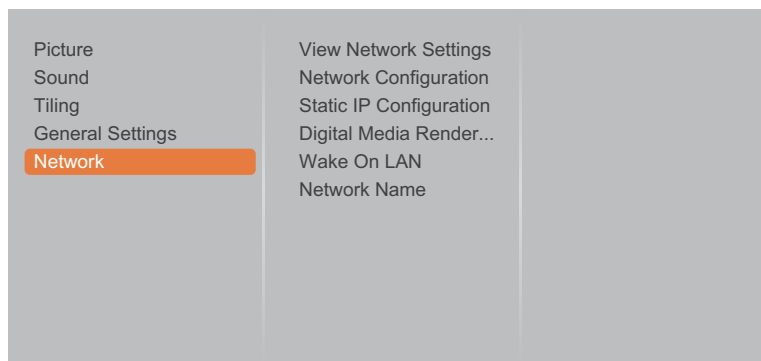 Picture
Sound
Tiling
General Settings
Network
View Network Settings
Network Configuration
Static IP Configuration
Digital Media Render...
Wake On LAN
Network Name